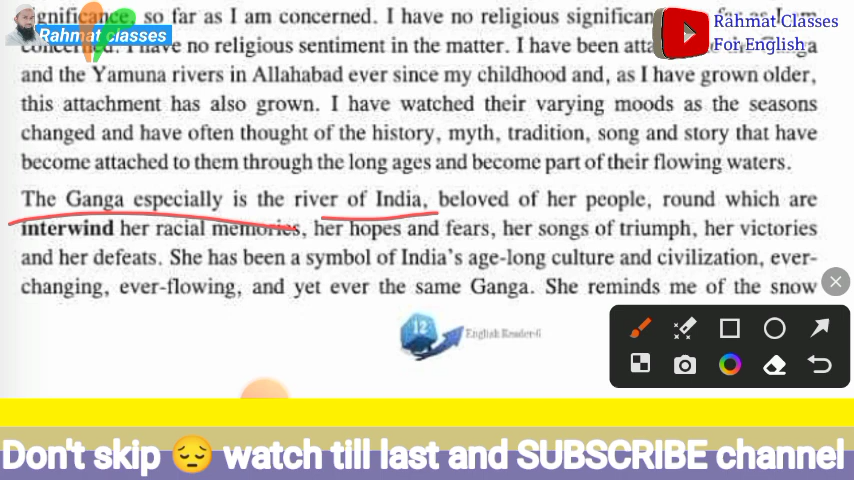 significance, so far as I am concerned. I have no religious
Rahmat classes
Rahmat Classes
For English
concerned. I have no religious sentiment in the matter. I have been Ganga
and the Yamuna rivers in Allahabad ever since my childhood and, as I have grown older,
this attachment has also grown. I have watched their varying moods as the seasons
changed and have often thought of the history, myth, tradition, song and story that have
become attached to them through the long ages and become part of their flowing waters.
The Ganga especially is the river of India, beloved of her people, round which are
interwind her racial memories, her hopes and fears, her songs of triumph, her victories
and her defeats. She has been a symbol of India's age-long culture and civilization, ever-
changing, ever-flowing, and yet ever the same Ganga. She reminds me of the snow
12
English Reader-6
Don't skip 😔 watch till last and SUBSCRIBE channel